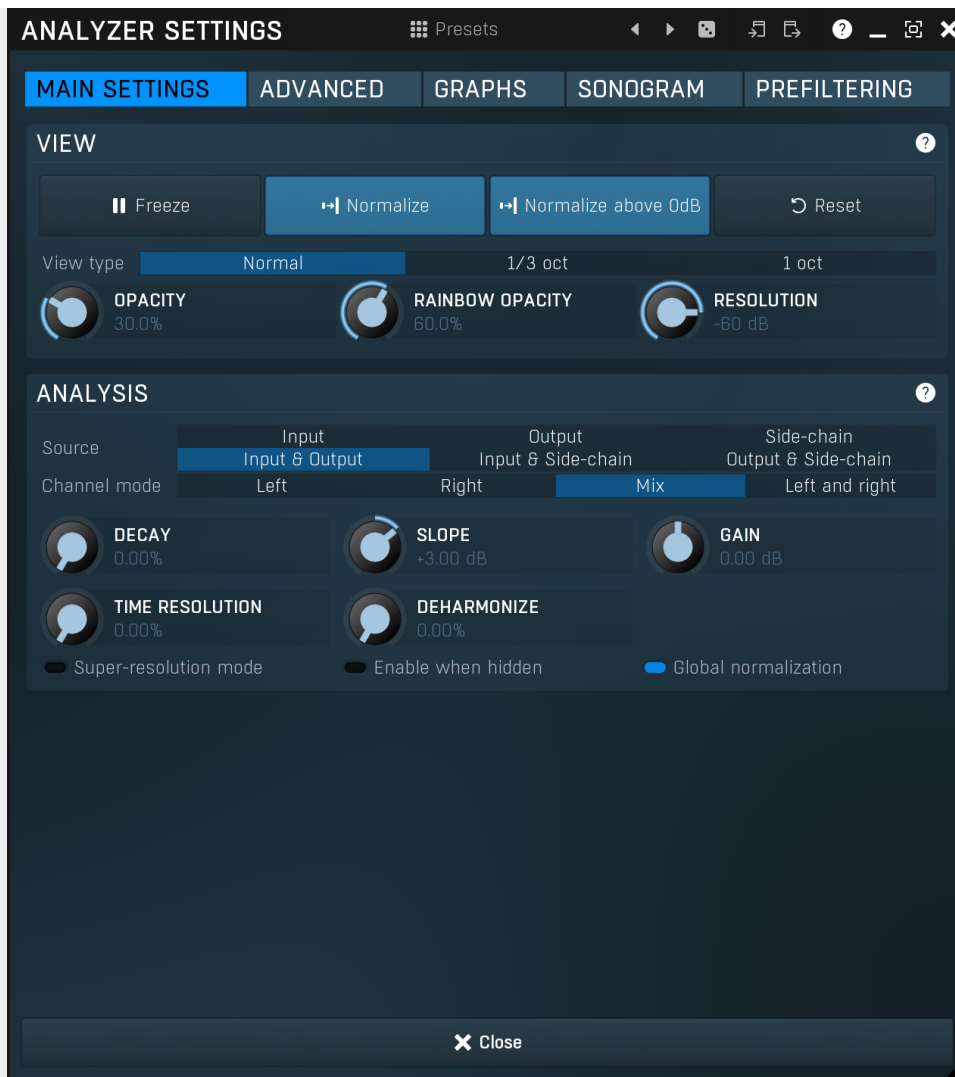 ANALYZER SETTINGS Presets ?
MAIN SETTINGS ADVANCED GRAPHS SONOGRAM PREFILTERING
VIEW ?
Freeze Normalize Normalize above 0dB Reset
View type Normal 1/3 oct 1 oct
OPACITY RAINBOW OPACITY RESOLUTION
30.0% 60.0% -60 dB
ANALYSIS ?
Source Input Output Side-chain
Input & Output Input & Side-chain Output & Side-chain
Channel mode Left Right Mix Left and right
DECAY SLOPE GAIN
0.00% +3.00 dB 0.00 dB
TIME RESOLUTION DEHARMONIZE
0.00% 0.00%
Super-resolution mode Enable when hidden Global normalization
Close